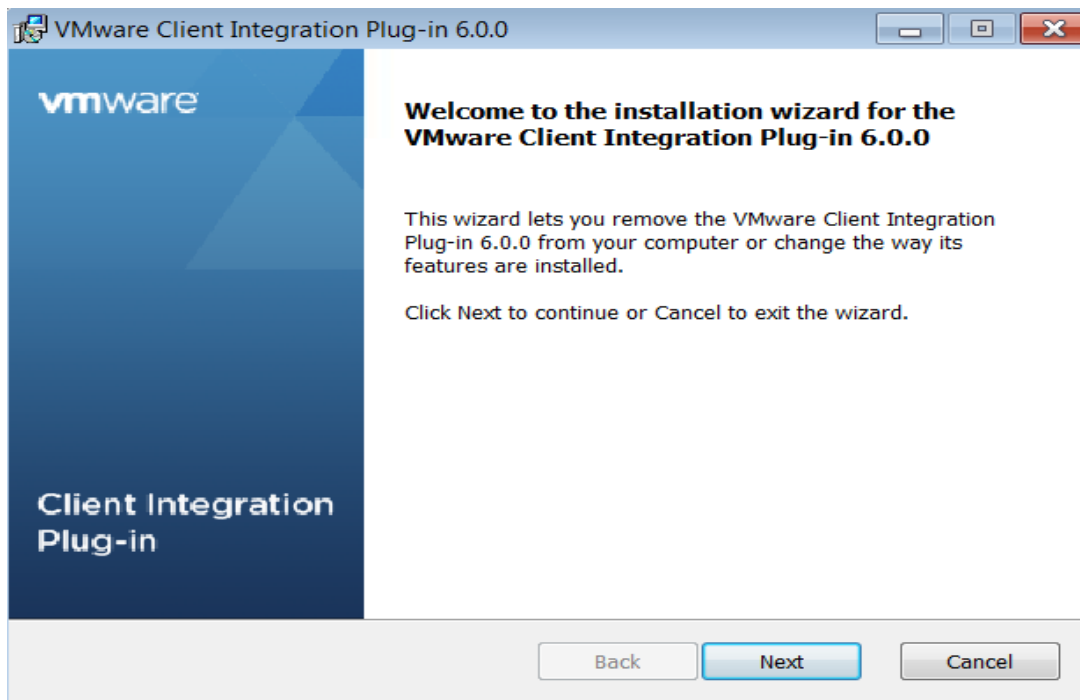 VMware Client Integration Plug-in 6.0.0
vmware
Welcome to the installation wizard for the
VMware Client Integration Plug-in 6.0.0
This wizard lets you remove the VMware Client Integration
Plug-in 6.0.0 from your computer or change the way its
features are installed.
Click Next to continue or Cancel to exit the wizard.
Client Integration
Plug-in
Back
Next
Cancel